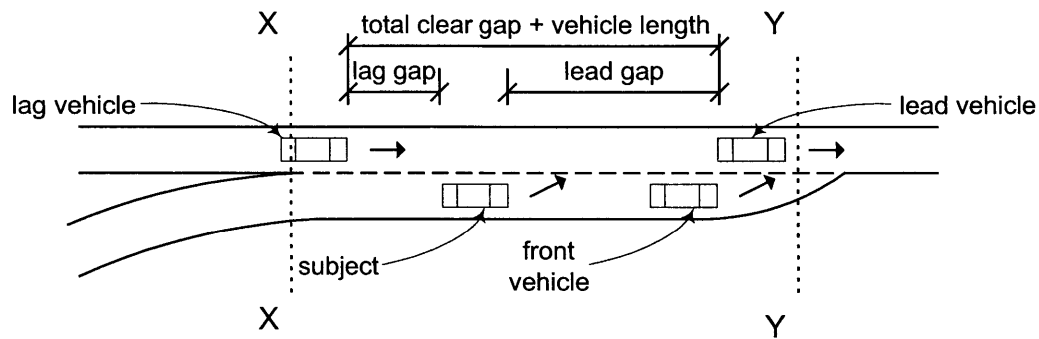 X
total clear gap + vehicle length
Y
lag gap
lead gap
lag vehicle
lead vehicle
subject
front
vehicle
X
Y